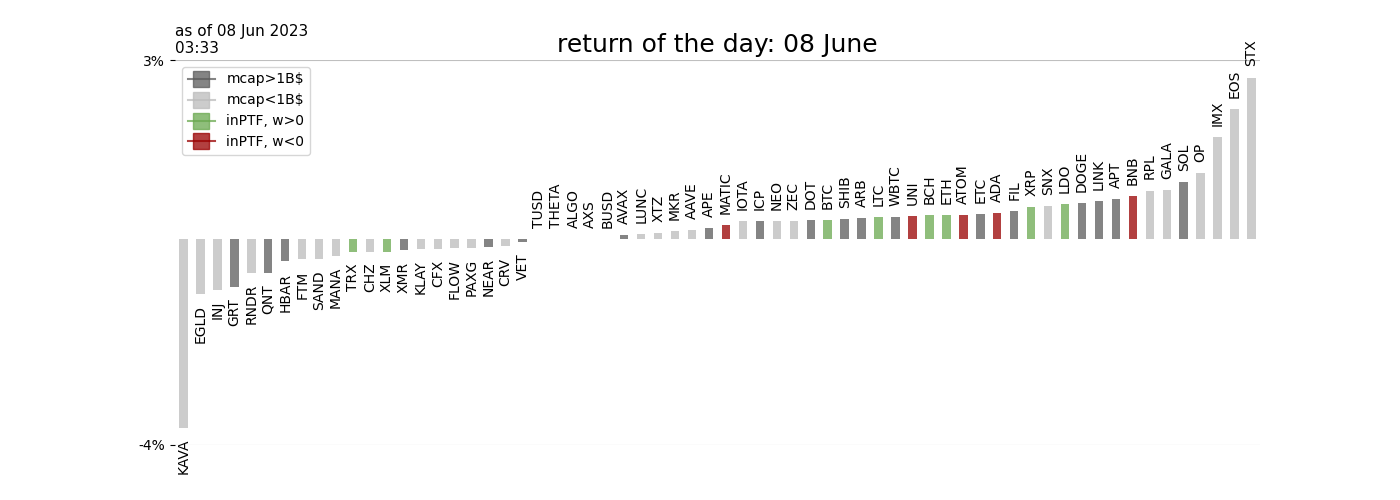 as of 08 Jun 2023
03:33
return of the day: 08 June
3%
mcap>1B$
mcap<1B$
inPTF, w>0
inPTF, w<0
-4%
KAVA
EGLD
INJ
GRT
RNDR
QNT
HBAR
FTM
SAND
MANA
TRX
CHZ
XLM
XMR
KLAY
CFX
FLOW
PAXG
NEAR
CRV
VET
TUSD
THETA
ALGO
AXS
BUSD
AVAX
LUNC
XTZ
MKR
AAVE
APE
MATIC
IOTA
ICP
NEO
ZEC
DOT
BTC
SHIB
ARB
LTC
WBTC
UNI
BCH
ETH
ATOM
ETC
ADA
FIL
XRP
SNX
LDO
DOGE
LINK
APT
BNB
RPL
GALA
SOL
OP
IMX
EOS
STX